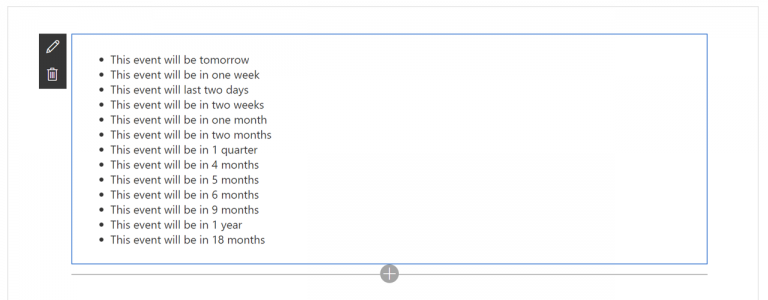 This event will be tomorrow
This event will be in one week
This event will last two days
This event will be in two weeks
This event will be in one month
This event will be in two months
This event will be in 1 quarter
This event will be in 4 months
This event will be in 5 months
This event will be in 6 months
This event will be in 9 months
This event will be in 1 year
This event will be in 18 months